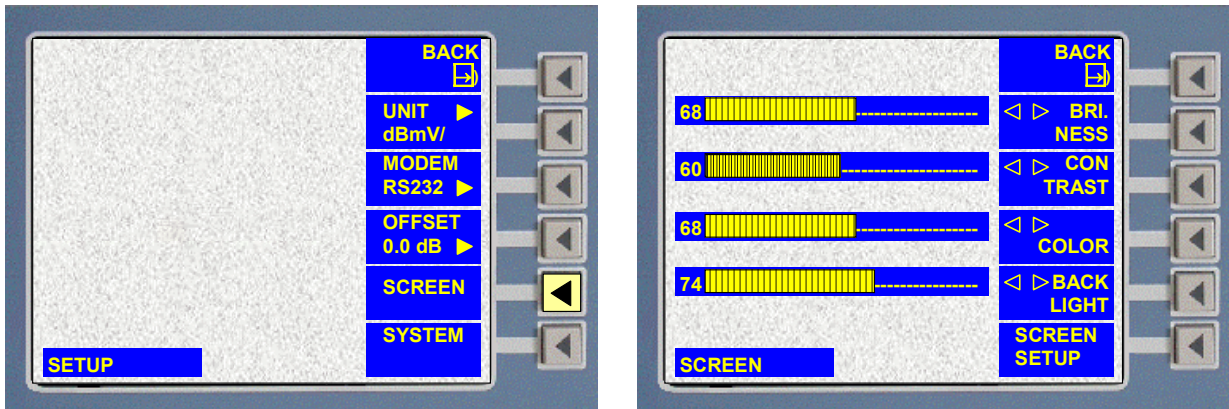 BACK
UNIT
dBmV/
MODEM
RS232
OFFSET
0.0 dB
SCREEN
SYSTEM
SETUP
BACK
68
BRI.
NESS
60
CON
TRAST
68
COLOR
74
BACK
LIGHT
SCREEN
SETUP
SCREEN